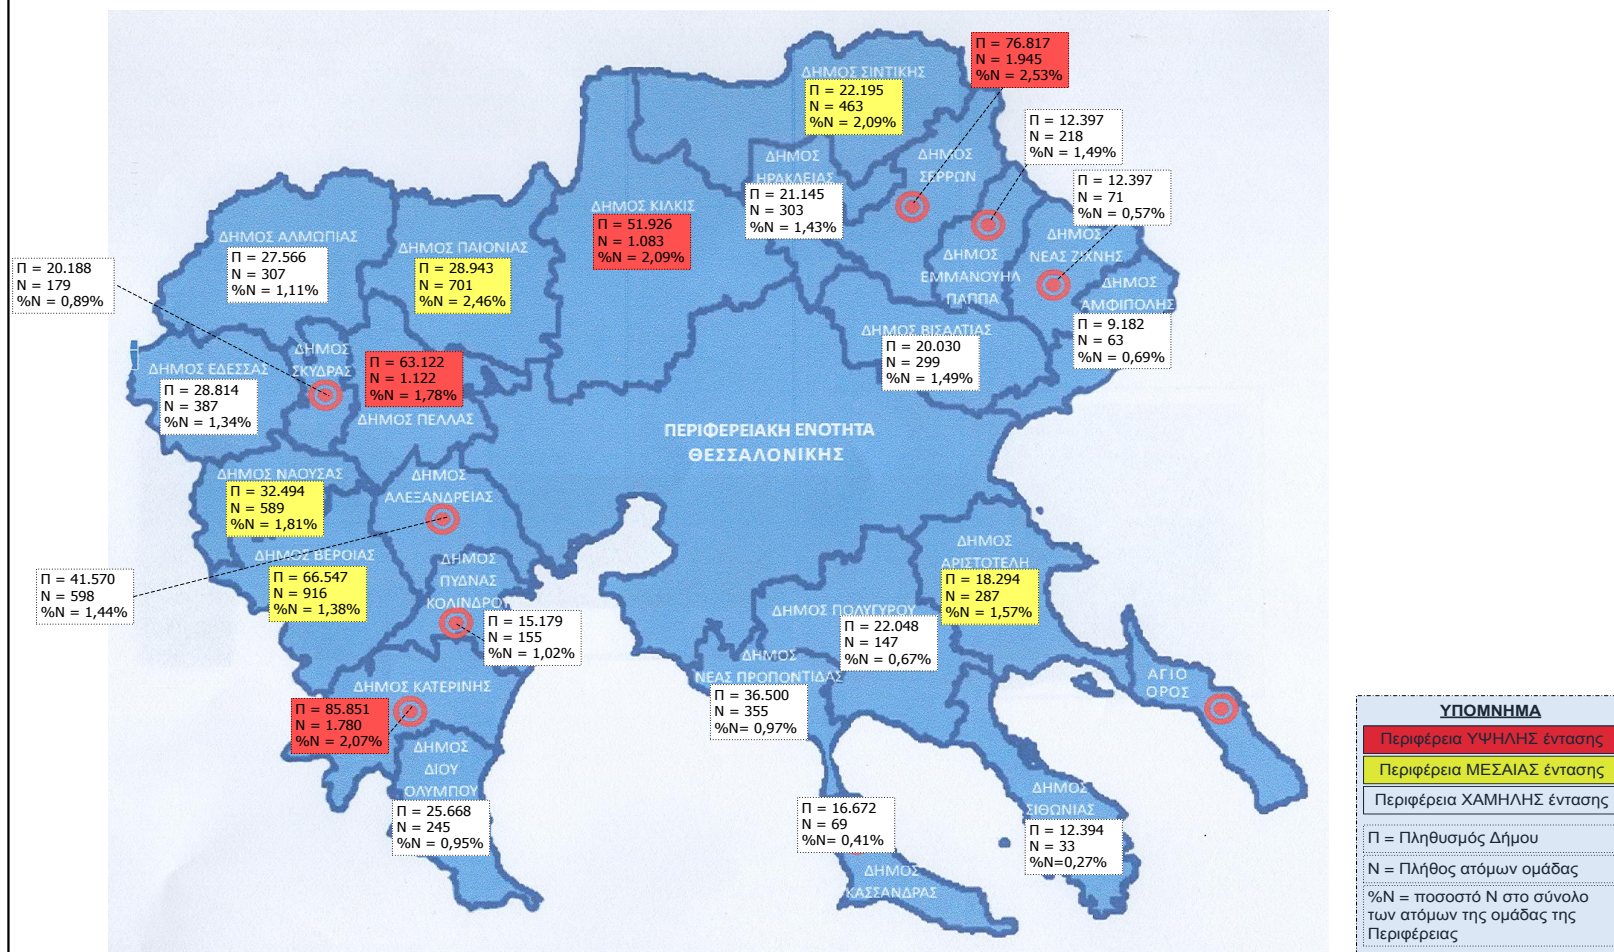 Π = 76.817
Ν = 1.945
%Ν = 2,53%
ΔΗΜΟΣ ΣΙΝΤΙΚΗΣ
Π = 22.195
Ν = 463
%Ν = 2,09%
Π = 12.397
Ν = 218
%Ν = 1,49%
ΔΗΜΟΣ
ΗΡΑΚΛΕΙΑΣ
Π = 21.145
Ν = 303
%Ν = 1,43%
ΔΗΜΟΣ
ΣΕΡΡΩΝ
Π = 12.397
Ν = 71
%Ν = 0,57%
ΔΗΜΟΣ ΚΙΛΚΙΣ
Π = 51.926
Ν = 1.083
%Ν = 2,09%
ΔΗΜΟΣ ΑΛΜΩΠΙΑΣ
Π = 27.566
Ν = 307
%Ν = 1,11%
ΔΗΜΟΣ ΠΑΙΟΝΙΑΣ
Π = 28.943
Ν = 701
%Ν = 2,46%
ΔΗΜΟΣ
ΕΜΜΑΝΟΥΗΛ
ΠΑΠΠΑ
ΔΗΜΟΣ
ΝΕΑΣ ΖΙΧΝΗΣ
ΔΗΜΟΣ
ΑΜΦΙΠΟΛΗΣ
Π = 9.182
Ν = 63
%Ν = 0,69%
Π = 20.188
Ν = 179
%Ν = 0,89%
ΔΗΜΟΣ ΒΙΣΑΛΤΙΑΣ
Π = 20.030
Ν = 299
%Ν = 1,49%
ΔΗΜΟΣ
ΣΚΥΔΡΑΣ
Π = 63.122
Ν = 1.122
%Ν = 1,78%
ΔΗΜΟΣ ΠΕΛΛΑΣ
ΔΗΜΟΣ ΕΔΕΣΣΑΣ
Π = 28.814
Ν = 387
%Ν = 1,34%
ΠΕΡΙΦΕΡΕΙΑΚΗ ΕΝΟΤΗΤΑ
ΘΕΣΣΑΛΟΝΙΚΗΣ
ΔΗΜΟΣ ΝΑΟΥΣΑΣ
Π = 32.494
Ν = 589
%Ν = 1,81%
ΔΗΜΟΣ
ΑΛΕΞΑΝΔΡΕΙΑΣ
ΔΗΜΟΣ ΒΕΡΟΙΑΣ
Π = 66.547
Ν = 916
%Ν = 1,38%
Π = 41.570
Ν = 598
%Ν = 1,44%
ΔΗΜΟΣ
ΠΥΔΝΑΣ
ΚΟΛΙΝΔΡΟΥ
Π = 15.179
Ν = 155
%Ν = 1,02%
ΔΗΜΟΣ
ΑΡΙΣΤΟΤΕΛΗ
Π = 18.294
Ν = 287
%Ν = 1,57%
ΔΗΜΟΣ ΠΟΛΥΓΥΡΟΥ
Π = 22.048
Ν = 147
%Ν = 0,67%
ΔΗΜΟΣ
ΝΕΑΣ ΠΡΟΠΟΝΤΙΔΑΣ
Π = 36.500
Ν = 355
%Ν= 0,97%
ΑΓΙΟ
ΟΡΟΣ
ΔΗΜΟΣ ΚΑΤΕΡΙΝΗΣ
Π = 85.851
Ν = 1.780
%Ν = 2,07%
ΔΗΜΟΣ
ΔΙΟΥ
ΟΛΥΜΠΟΥ
Π = 25.668
Ν = 245
%Ν = 0,95%
Π = 16.672
Ν = 69
%Ν= 0,41%
ΔΗΜΟΣ
ΚΑΣΣΑΝΔΡΑΣ
ΔΗΜΟΣ
ΣΙΘΩΝΙΑΣ
Π = 12.394
Ν = 33
%Ν=0,27%
ΥΠΟΜΝΗΜΑ
Περιφέρεια ΥΨΗΛΗΣ έντασης
Περιφέρεια ΜΕΣΑΙΑΣ έντασης
Περιφέρεια ΧΑΜΗΛΗΣ έντασης
Π = Πληθυσμός Δήμου
Ν = Πλήθος ατόμων ομάδας
%Ν = ποσοστό Ν στο σύνολο
των ατόμων της ομάδας της
Περιφέρειας